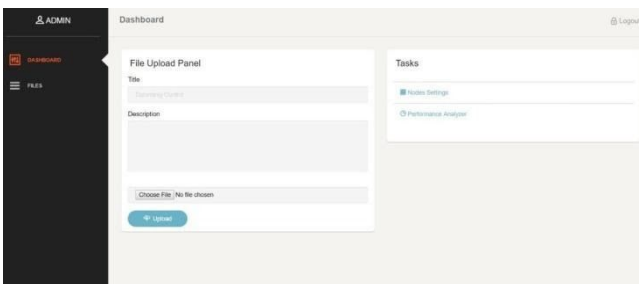 ADMIN
Dashboard
Logout
DASHBOARD
FILES
File Upload Panel
Title
Description
Choose File No file chosen
Upload
Tasks
Nodes Settings
Performance Analyzer